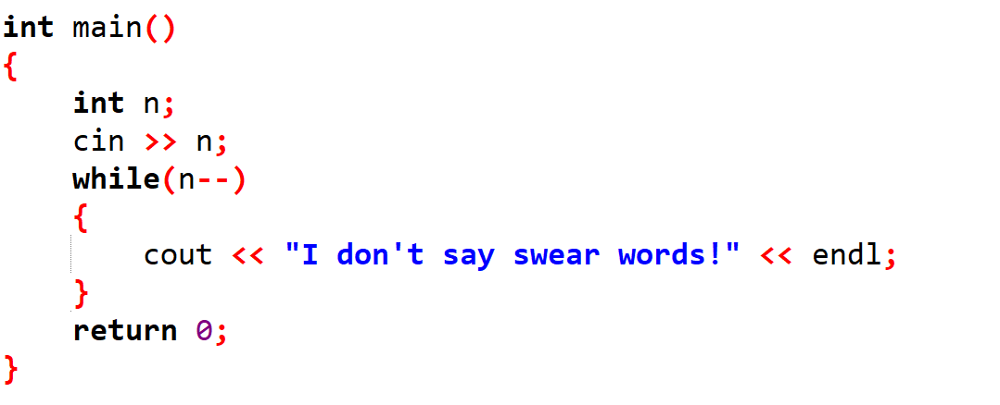 int main()
{
    int n;
    cin >> n;
    while(n--)
    {
        cout << "I don't say swear words!" << endl;
    }
    return 0;
}